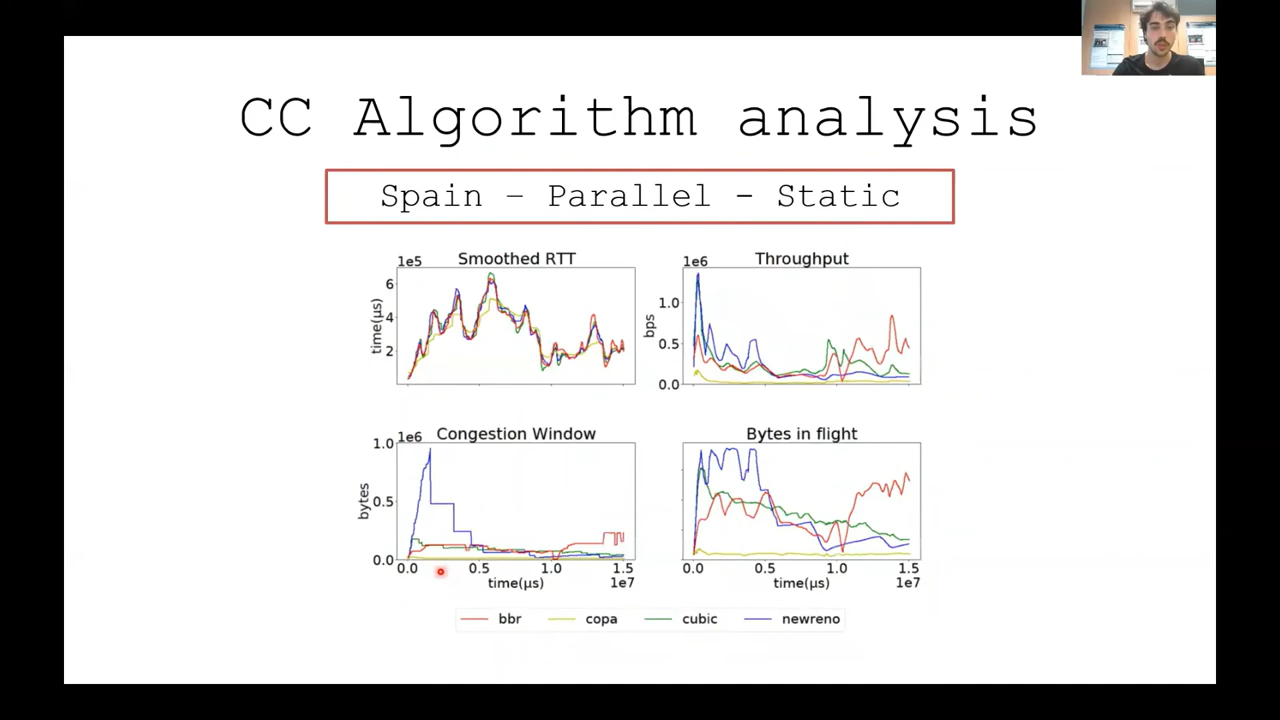 CC Algorithm analysis
Spain – Parallel - Static
Smoothed RTT
1e5
6
4
2
time(μs)
Throughput
1e6
1.0
0.5
0.0
bps
Congestion Window
1e6
1.0
0.5
0.0
bytes
0.0 0.5 1.0 1.5
1e7
time(μs)
Bytes in flight
0.0 0.5 1.0 1.5
1e7
time(μs)
bbr copa cubic newreno